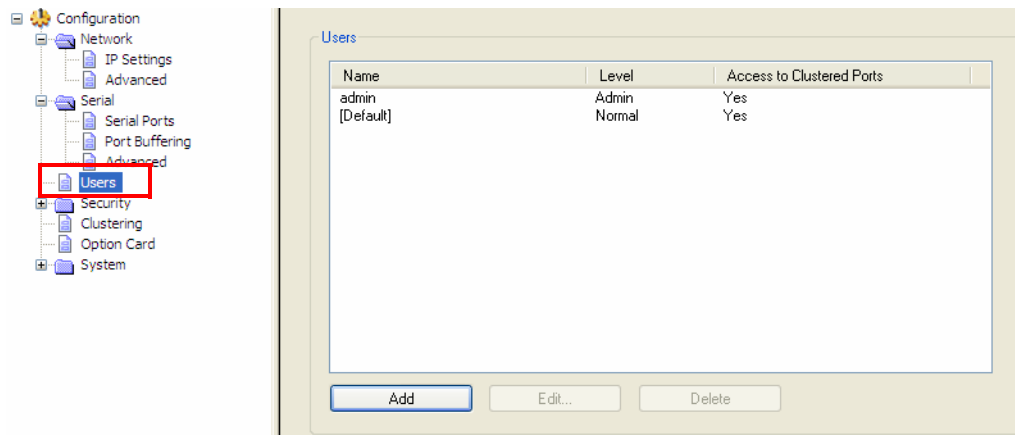 Configuration
Network
IP Settings
Advanced
Serial
Serial Ports
Port Buffering
Advanced
Users
Security
Clustering
Option Card
System
Users
Name Level Access to Clustered Ports
admin Admin Yes
[Default] Normal Yes
Add Edit... Delete